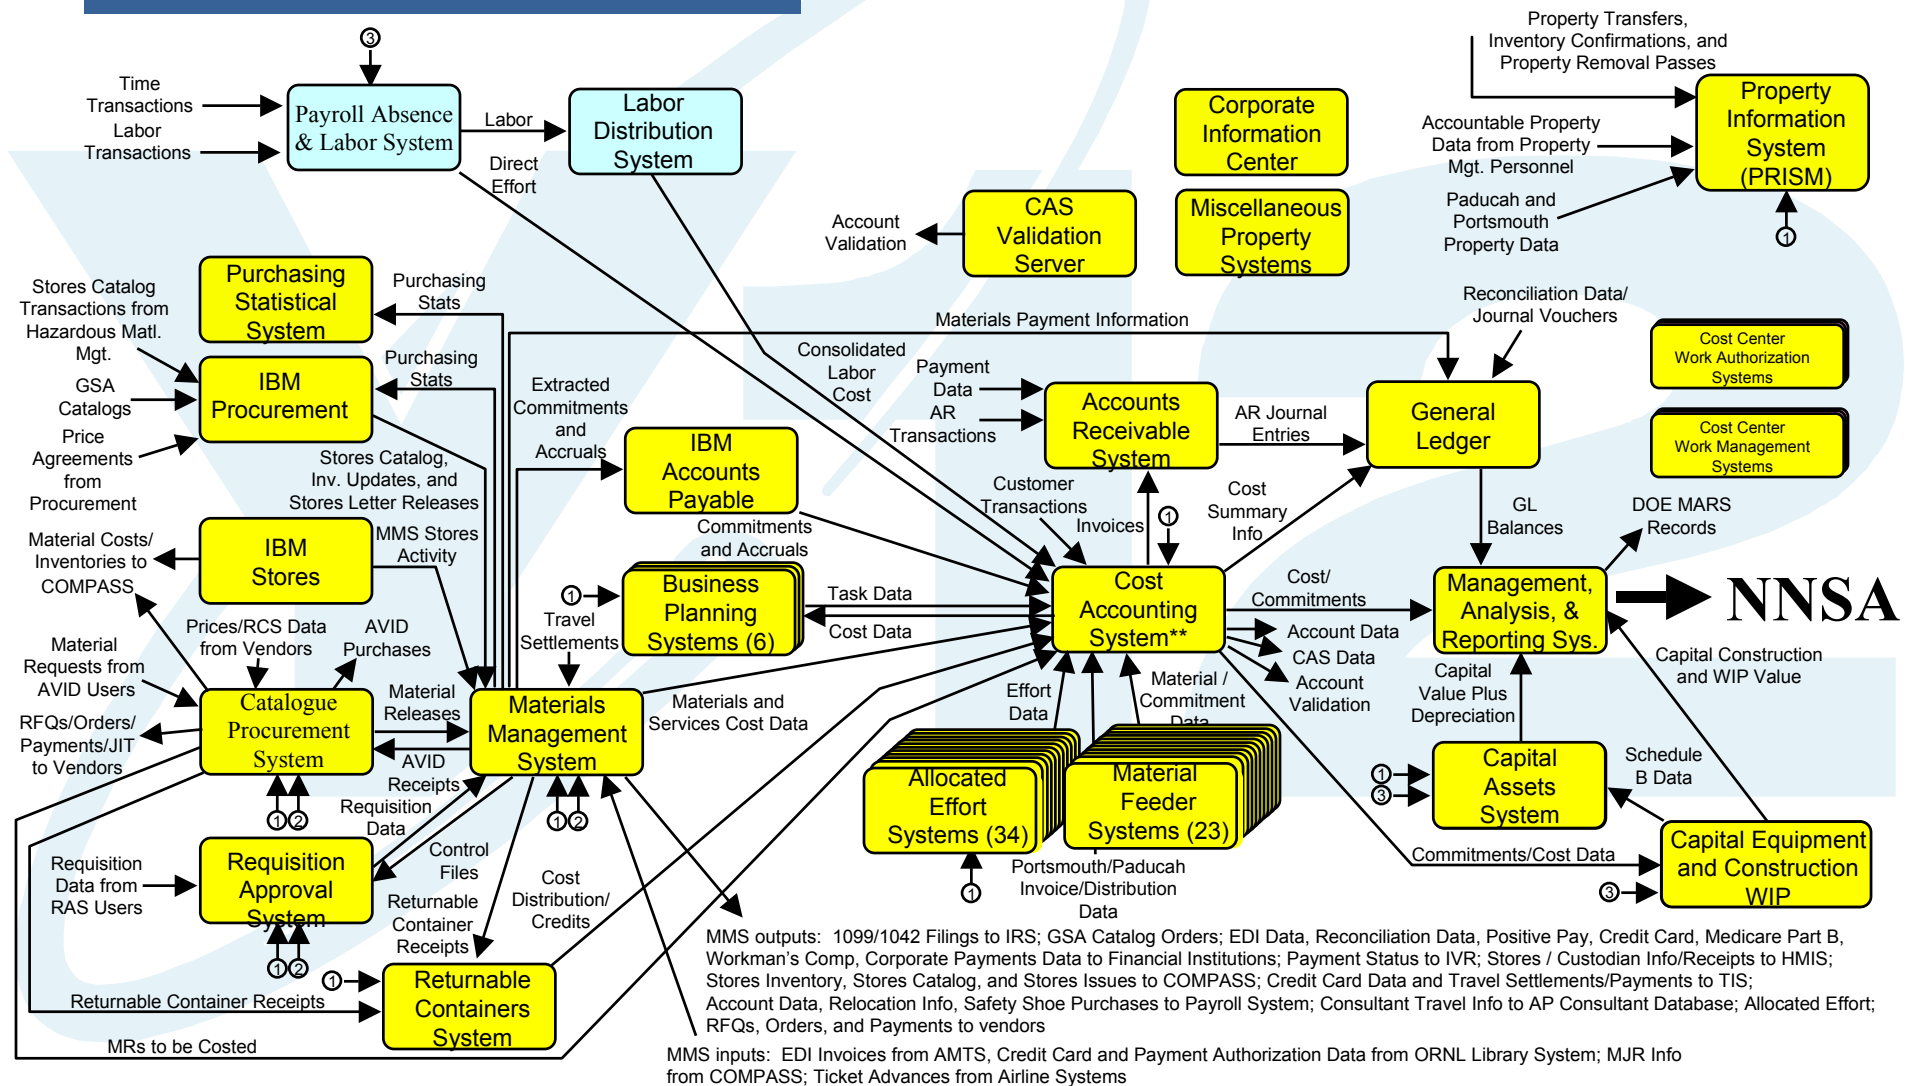 3
Time
Transactions
Labor
Transactions
Payroll Absence
& Labor System
Labor
Direct
Effort
Labor
Distribution
System
Corporate
Information
Center
Property Transfers,
Inventory Confirmations, and
Property Removal Passes
Accountable Property
Data from Property
Mgt. Personnel
Paducah and
Portsmouth
Property Data
Property
Information
System
(PRISM)
1
Account
Validation
CAS
Validation
Server
Miscellaneous
Property
Systems
Stores Catalog
Transactions from
Hazardous Matl.
Mgt.
GSA
Catalogs
Price
Agreements
from
Procurement
Purchasing
Statistical
System
Purchasing
Stats
IBM
Procurement
Purchasing
Stats
Stores Catalog,
Inv. Updates, and
Stores Letter Releases
Extracted
Commitments
and
Accruals
Materials Payment Information
Consolidated
Labor
Cost
Payment
Data
AR
Transactions
Accounts
Receivable
System
AR Journal
Entries
Reconciliation Data/
Journal Vouchers
General
Ledger
Cost Center
Work Authorization
Systems
Cost Center
Work Management
Systems
IBM
Accounts
Payable
Commitments
and Accruals
Customer
Transactions
Invoices
1
Cost
Summary
Info
GL
Balances
DOE MARS
Records
Material Costs/
Inventories to
COMPASS
IBM
Stores
MMS Stores
Activity
1
Travel
Settlements
Business
Planning
Systems (6)
Task Data
Cost Data
Cost
Accounting
System**
Cost/
Commitments
Account Data
CAS Data
Account
Validation
Management,
Analysis, &
Reporting Sys.
NNSA
Capital Construction
and WIP Value
Material
Requests from
AVID Users
RFQs/Orders/
Payments/JIT
to Vendors
Prices/RCS Data
from Vendors
AVID
Purchases
Catalogue
Procurement
System
1
2
Material
Releases
AVID
Receipts
Requisition
Data
Materials
Management
System
1
2
Materials and
Services Cost Data
Effort
Data
Material /
Commitment
Data
Allocated
Effort
Systems (34)
1
Material
Feeder
Systems (23)
Portsmouth/Paducah
Invoice/Distribution
Data
Capital
Value Plus
Depreciation
1
3
Capital
Assets
System
Schedule
B Data
Commitments/Cost Data
3
Capital Equipment
and Construction
WIP
Requisition
Data from
RAS Users
Requisition
Approval
System
1
2
Control
Files
Returnable
Container
Receipts
Cost
Distribution/
Credits
1
Returnable
Containers
System
Returnable Container Receipts
MRs to be Costed
MMS outputs: 1099/1042 Filings to IRS; GSA Catalog Orders; EDI Data, Reconciliation Data, Positive Pay, Credit Card, Medicare Part B,
Workman's Comp, Corporate Payments Data to Financial Institutions; Payment Status to IVR; Stores / Custodian Info/Receipts to HMIS;
Stores Inventory, Stores Catalog, and Stores Issues to COMPASS; Credit Card Data and Travel Settlements/Payments to TIS;
Account Data, Relocation Info, Safety Shoe Purchases to Payroll System; Consultant Travel Info to AP Consultant Database; Allocated Effort;
RFQs, Orders, and Payments to vendors
MMS inputs: EDI Invoices from AMTS, Credit Card and Payment Authorization Data from ORNL Library System; MJR Info
from COMPASS; Ticket Advances from Airline Systems